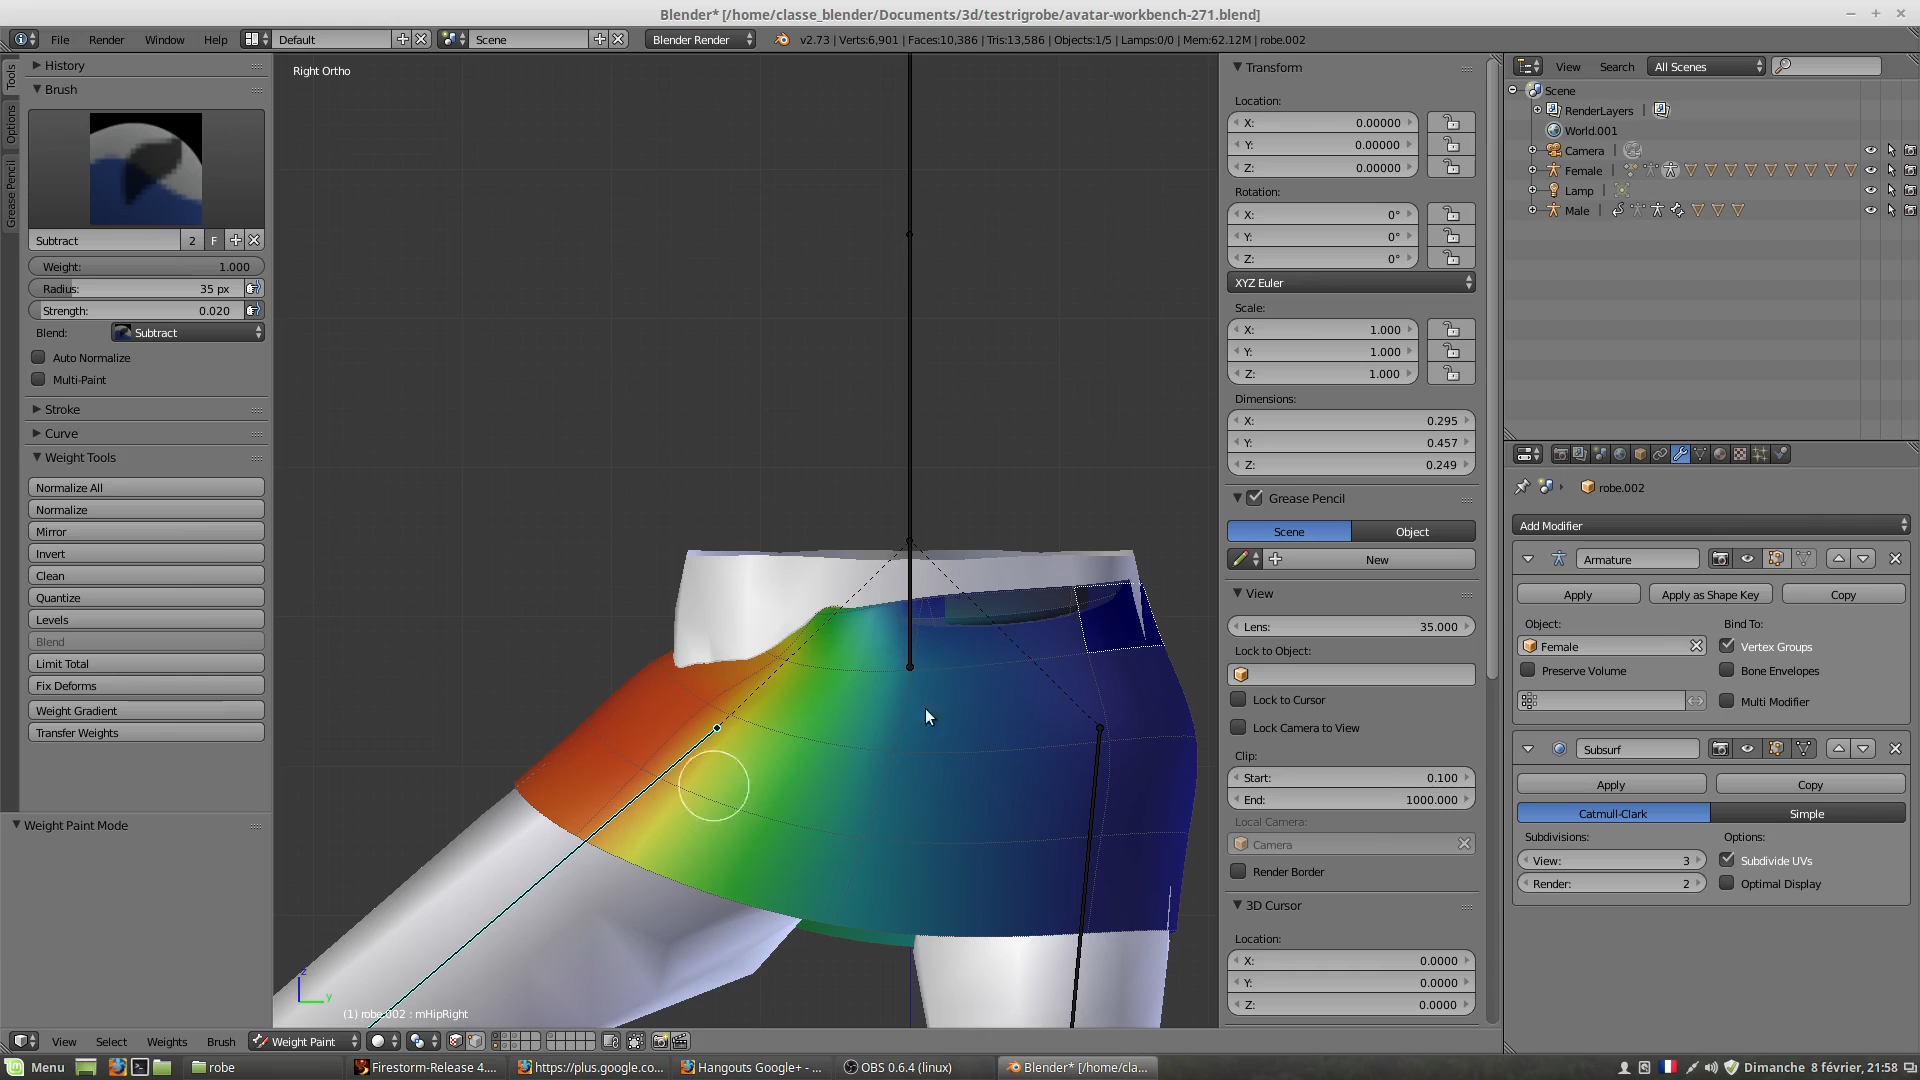 Blender* [/home/classe_blender/Documents/3d/testrigrobe/avatar-workbench-271.blend]
File Render Window Help Default Scene Blender Render v2.73 | Verts:6,901 | Faces:10,386 | Tris:13,586 | Objects:1/5 | Lamps:0/0 | Mem:62.12M | robe.002
Tools
Options
Grease Pencil
History
Brush
Subtract 2 F
Weight: 1.000
Radius: 35 px
Strength: 0.020
Blend: Subtract
Auto Normalize
Multi-Paint
Stroke
Curve
Weight Tools
Normalize All
Normalize
Mirror
Invert
Clean
Quantize
Levels
Blend
Limit Total
Fix Deforms
Weight Gradient
Transfer Weights
Weight Paint Mode
Right Ortho
z
y
(1) robe.002 : mHipRight
View Select Weights Brush Weight Paint
Transform
Location:
X: 0.00000
Y: 0.00000
Z: 0.00000
Rotation:
X: 0°
Y: 0°
Z: 0°
XYZ Euler
Scale:
X: 1.000
Y: 1.000
Z: 1.000
Dimensions:
X: 0.295
Y: 0.457
Z: 0.249
Grease Pencil
Scene Object
New
View
Lens: 35.000
Lock to Object:
Lock to Cursor
Lock Camera to View
Clip:
Start: 0.100
End: 1000.000
Local Camera:
Camera
Render Border
3D Cursor
Location:
X: 0.0000
Y: 0.0000
Z: 0.0000
View Search All Scenes
Scene
RenderLayers |
World.001
Camera |
Female |
Lamp |
Male |
robe.002
Add Modifier
Armature
Apply Apply as Shape Key Copy
Object: Bind To:
Female Vertex Groups
Preserve Volume Bone Envelopes
Multi Modifier
Subsurf
Apply Copy
Catmull-Clark Simple
Subdivisions: Options:
View: 3 Subdivide UVs
Render: 2 Optimal Display
Menu robe Firestorm-Release 4.... https://plus.google.co... Hangouts Google+ - ... OBS 0.6.4 (linux) Blender* [/home/cla... Dimanche 8 février, 21:58